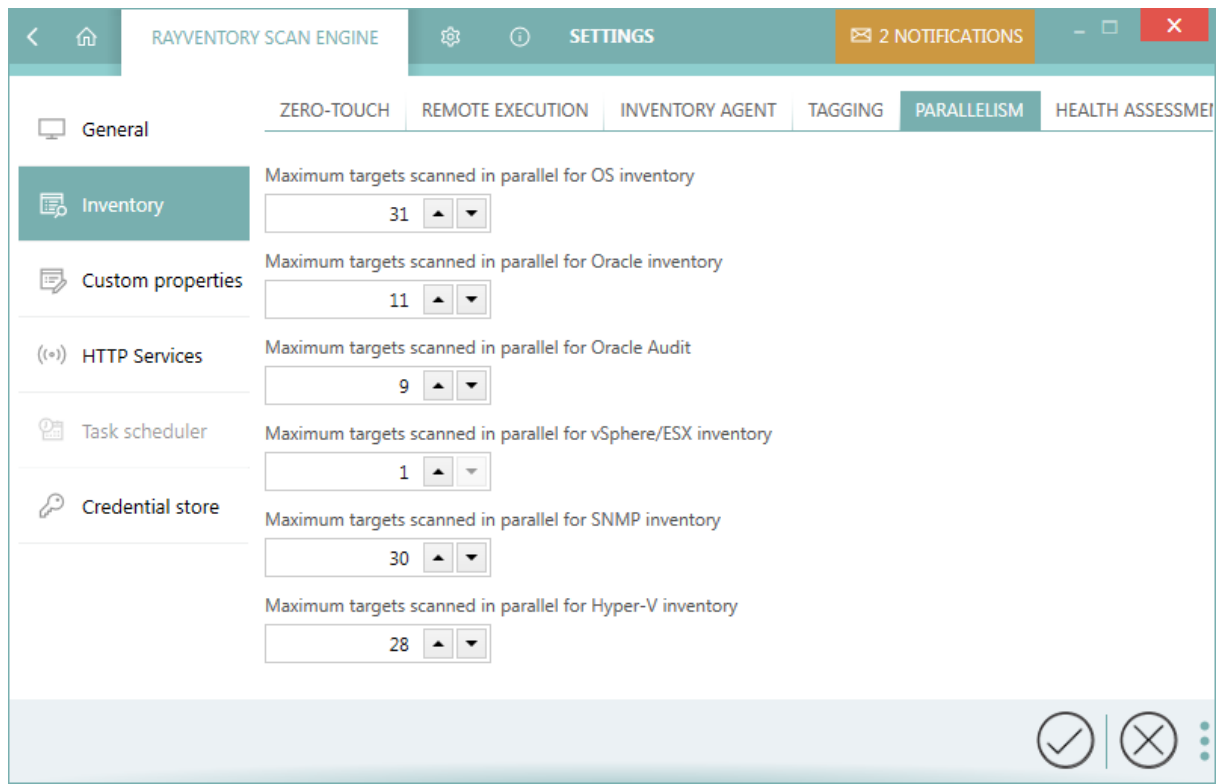 RAYVENTORY SCAN ENGINE
SETTINGS
2 NOTIFICATIONS
General
Inventory
Custom properties
HTTP Services
Task scheduler
Credential store
ZERO-TOUCH
REMOTE EXECUTION
INVENTORY AGENT
TAGGING
PARALLELISM
HEALTH ASSESSMEN
Maximum targets scanned in parallel for OS inventory
31
Maximum targets scanned in parallel for Oracle inventory
11
Maximum targets scanned in parallel for Oracle Audit
9
Maximum targets scanned in parallel for vSphere/ESX inventory
1
Maximum targets scanned in parallel for SNMP inventory
30
Maximum targets scanned in parallel for Hyper-V inventory
28